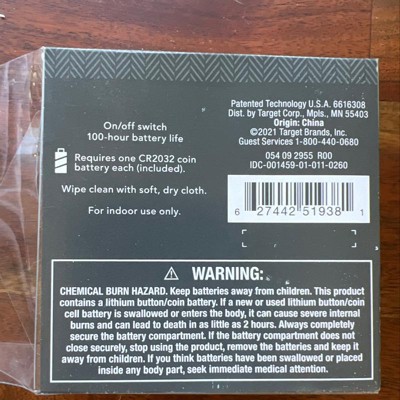 On/off switch
100-hour battery life
Requires one CR2032 coin
battery each (included).
Wipe clean with soft, dry cloth.
For indoor use only.
Patented Technology U.S.A. 6616308
Dist. by Target Corp., Mpls., MN 55403
Origin: China
©2021 Target Brands, Inc.
Guest Services 1-800-440-0680
054 09 2955 R00
IDC-001459-01-011-0260
6 27442 51938 1
⚠ WARNING:
CHEMICAL BURN HAZARD. Keep batteries away from children. This product
contains a lithium button/coin battery. If a new or used lithium button/coin
cell battery is swallowed or enters the body, it can cause severe internal
burns and can lead to death in as little as 2 hours. Always completely
secure the battery compartment. If the battery compartment does not
close securely, stop using the product, remove the batteries and keep it
away from children. If you think batteries have been swallowed or placed
inside any body part, seek immediate medical attention.